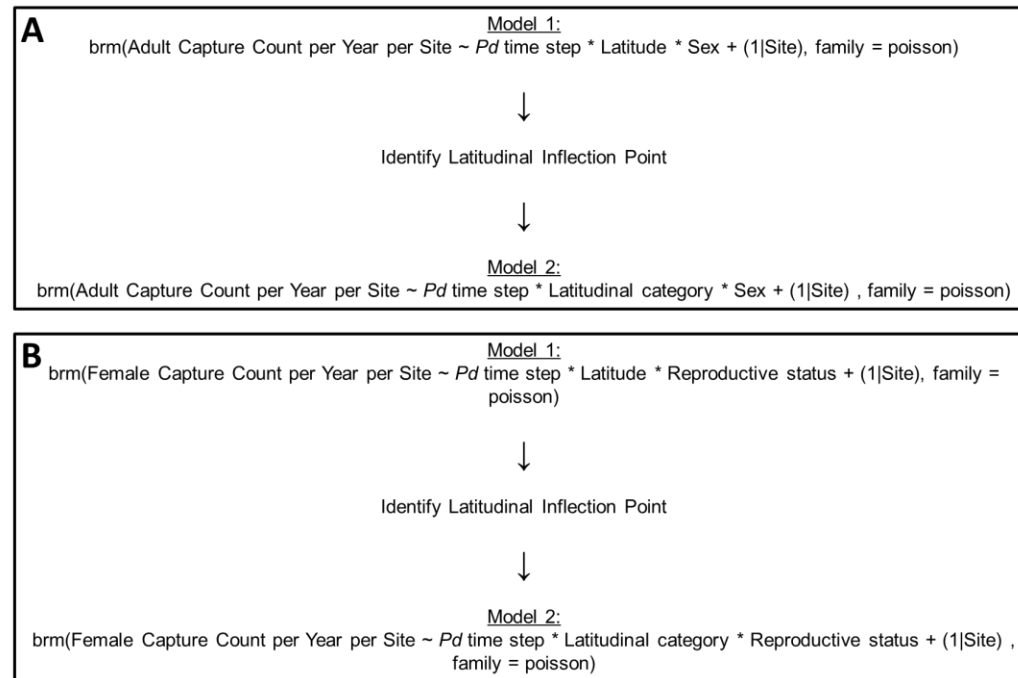 A
Model 1:
brm(Adult Capture Count per Year per Site ~ Pd time step * Latitude * Sex + (1|Site), family = poisson)
↓
Identify Latitudinal Inflection Point
↓
Model 2:
brm(Adult Capture Count per Year per Site ~ Pd time step * Latitudinal category * Sex + (1|Site) , family = poisson)
B
Model 1:
brm(Female Capture Count per Year per Site ~ Pd time step * Latitude * Reproductive status + (1|Site), family =
poisson)
↓
Identify Latitudinal Inflection Point
↓
Model 2:
brm(Female Capture Count per Year per Site ~ Pd time step * Latitudinal category * Reproductive status + (1|Site) ,
family = poisson)